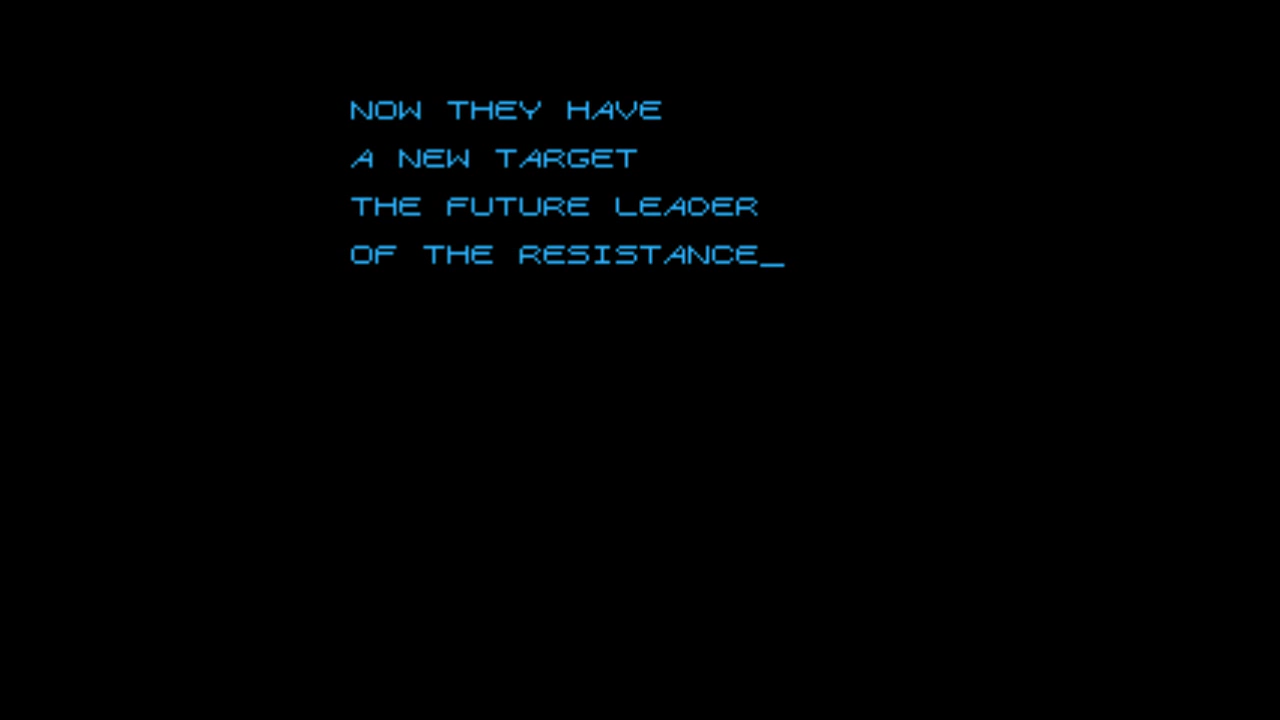 NOW THEY HAVE
A NEW TARGET
THE FUTURE LEADER
OF THE RESISTANCE_